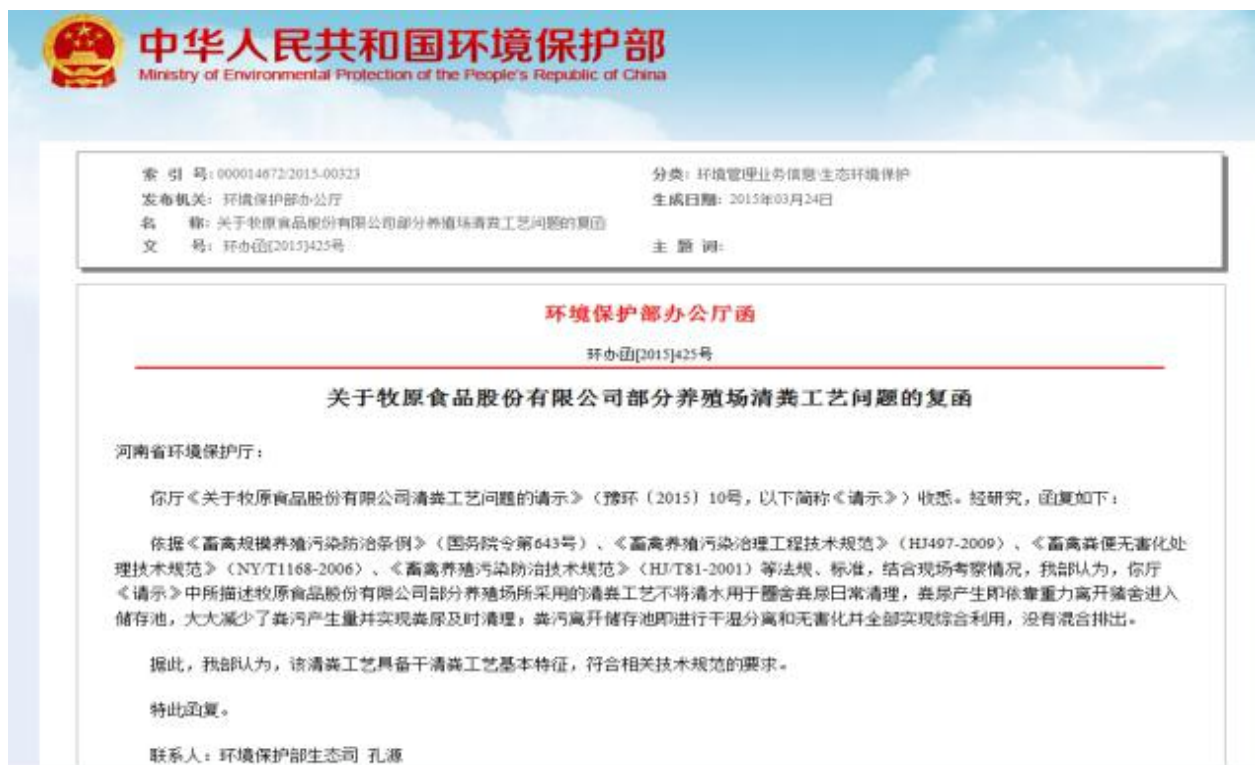 中华人民共和国环境保护部
Ministry of Environmental Protection of the People's Republic of China
索 引 号: 000014672/2015-00323 分类: 环境管理业务信息\生态环境保护
发布机关: 环境保护部办公厅 生成日期: 2015年03月24日
名 称: 关于牧原食品股份有限公司部分养殖场清粪工艺问题的复函
文 号: 环办函[2015]425号 主 题 词:
环境保护部办公厅函
环办函[2015]425号
关于牧原食品股份有限公司部分养殖场清粪工艺问题的复函
河南省环境保护厅：
你厅《关于牧原食品股份有限公司清粪工艺问题的请示》（豫环〔2015〕10号，以下简称《请示》）收悉。经研究，函复如下：
依据《畜禽规模养殖污染防治条例》（国务院令第643号）、《畜禽养殖污染治理工程技术规范》（HJ497-2009）、《畜禽粪便无害化处
理技术规范》（NY/T1168-2006）、《畜禽养殖污染防治技术规范》（HJ/T81-2001）等法规、标准，结合现场考察情况，我部认为，你厅
《请示》中所描述牧原食品股份有限公司部分养殖场所采用的清粪工艺不将清水用于圈舍粪尿日常清理，粪尿产生即依靠重力离开猪舍进入
储存池，大大减少了粪污产生量并实现粪尿及时清理；粪污离开储存池即进行干湿分离和无害化并全部实现综合利用，没有混合排出。
据此，我部认为，该清粪工艺具备干清粪工艺基本特征，符合相关技术规范的要求。
特此函复。
联系人：环境保护部生态司 孔源